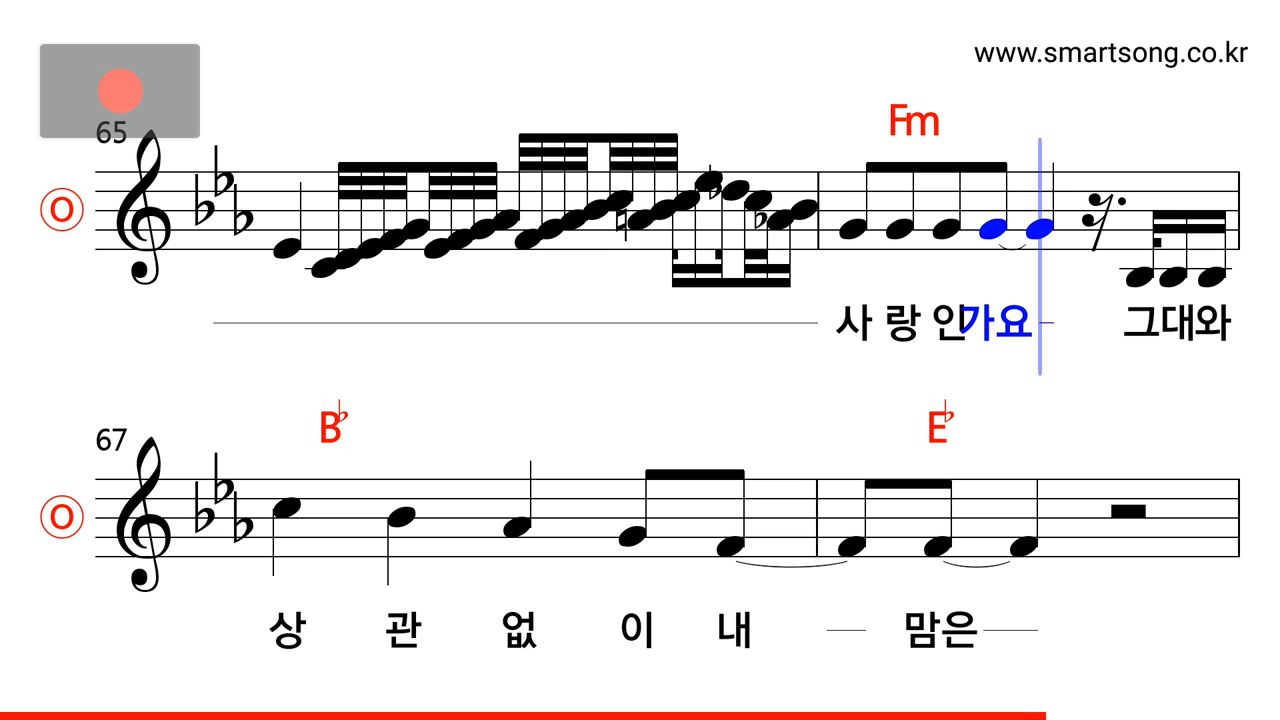 www.smartsong.co.kr
65
Fm
O
사 랑 인가요 그대와
67
B♭ E♭
O
상 관 없 이 내 맘은